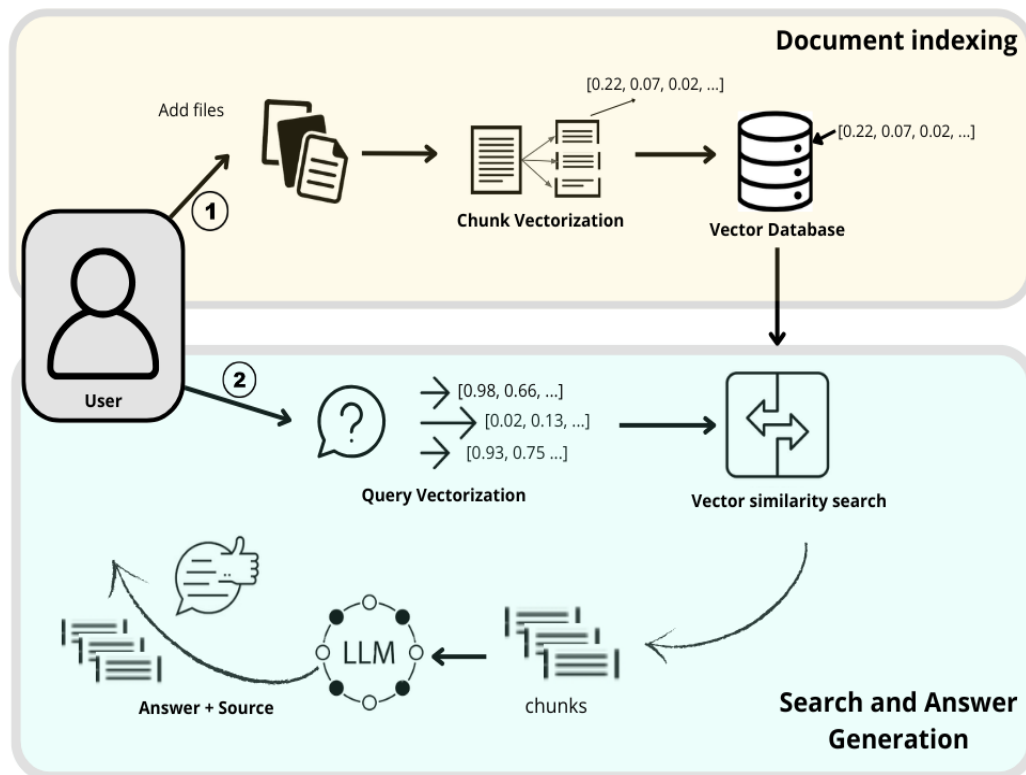 Document indexing
[0.22, 0.07, 0.02, ...]
Add files
[0.22, 0.07, 0.02, ...]
1
Chunk Vectorization
Vector Database
User
2
[0.98, 0.66, ...]
[0.02, 0.13, ...]
[0.93, 0.75 ...]
Query Vectorization
Vector similarity search
LLM
chunks
Answer + Source
Search and Answer
Generation